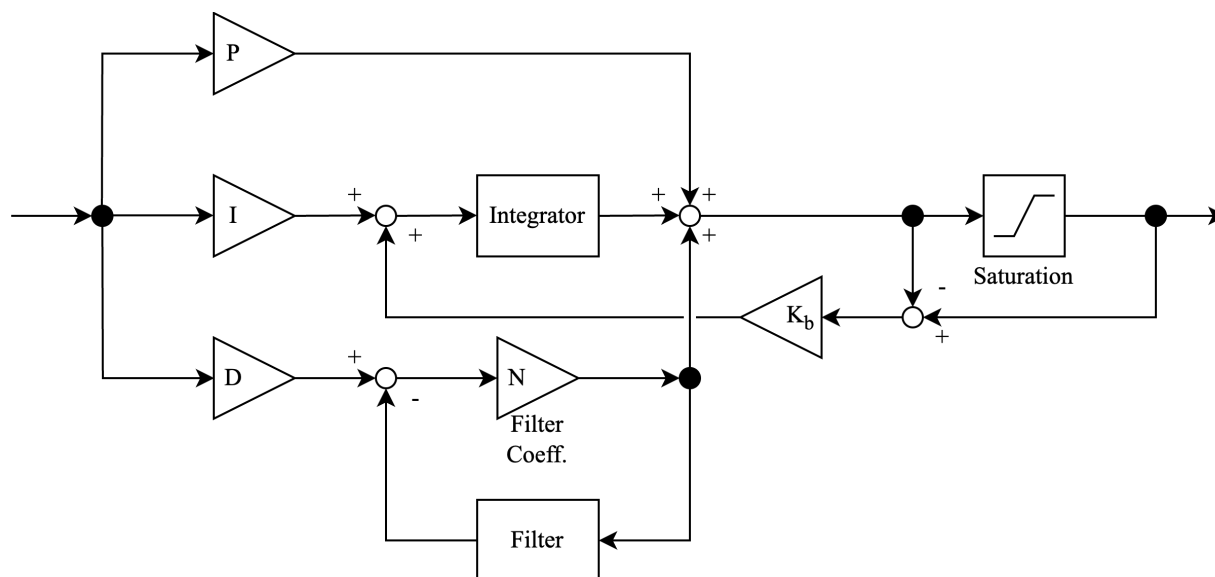 P
+
+
I
+
Integrator
+
+
+
Saturation
-
K_b
+
D
+
-
N
Filter
Coeff.
Filter